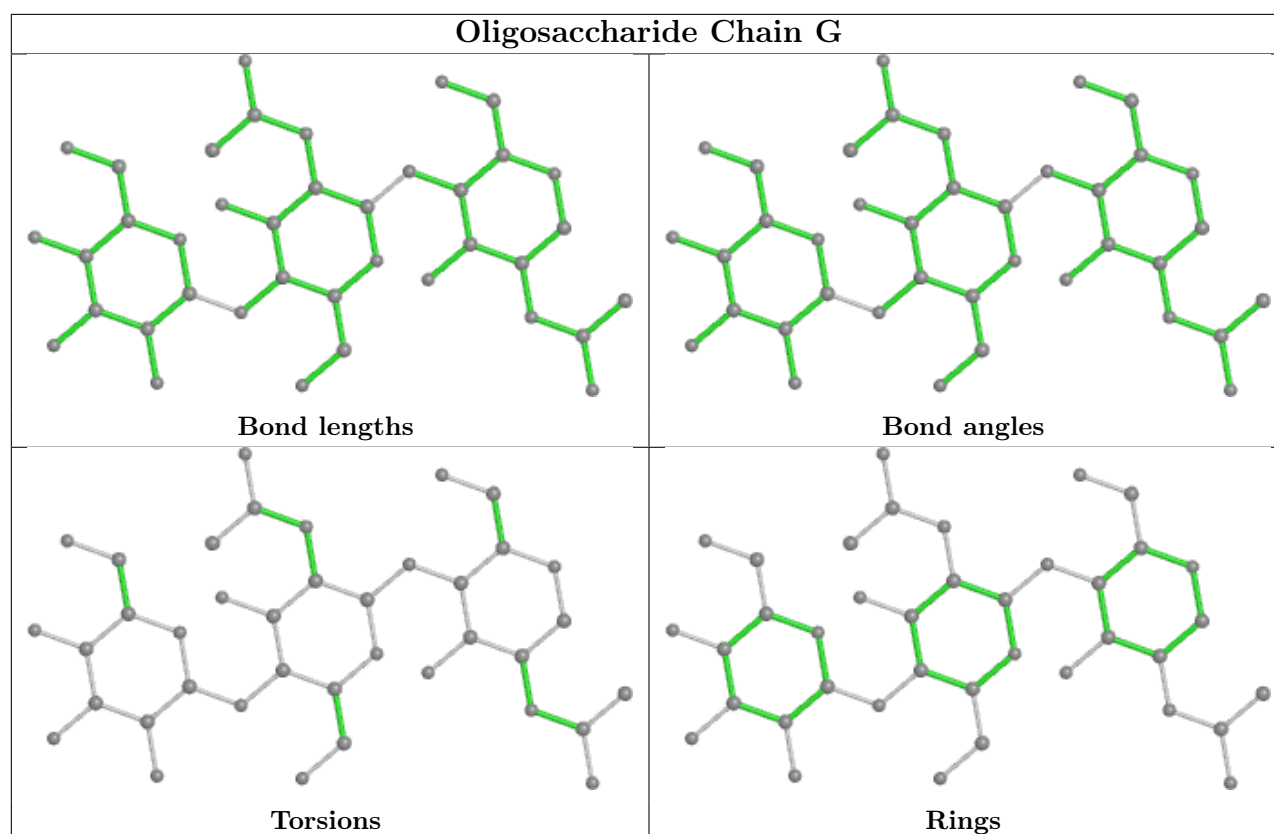 Oligosaccharide Chain G
Bond lengths
Bond angles
Torsions
Rings